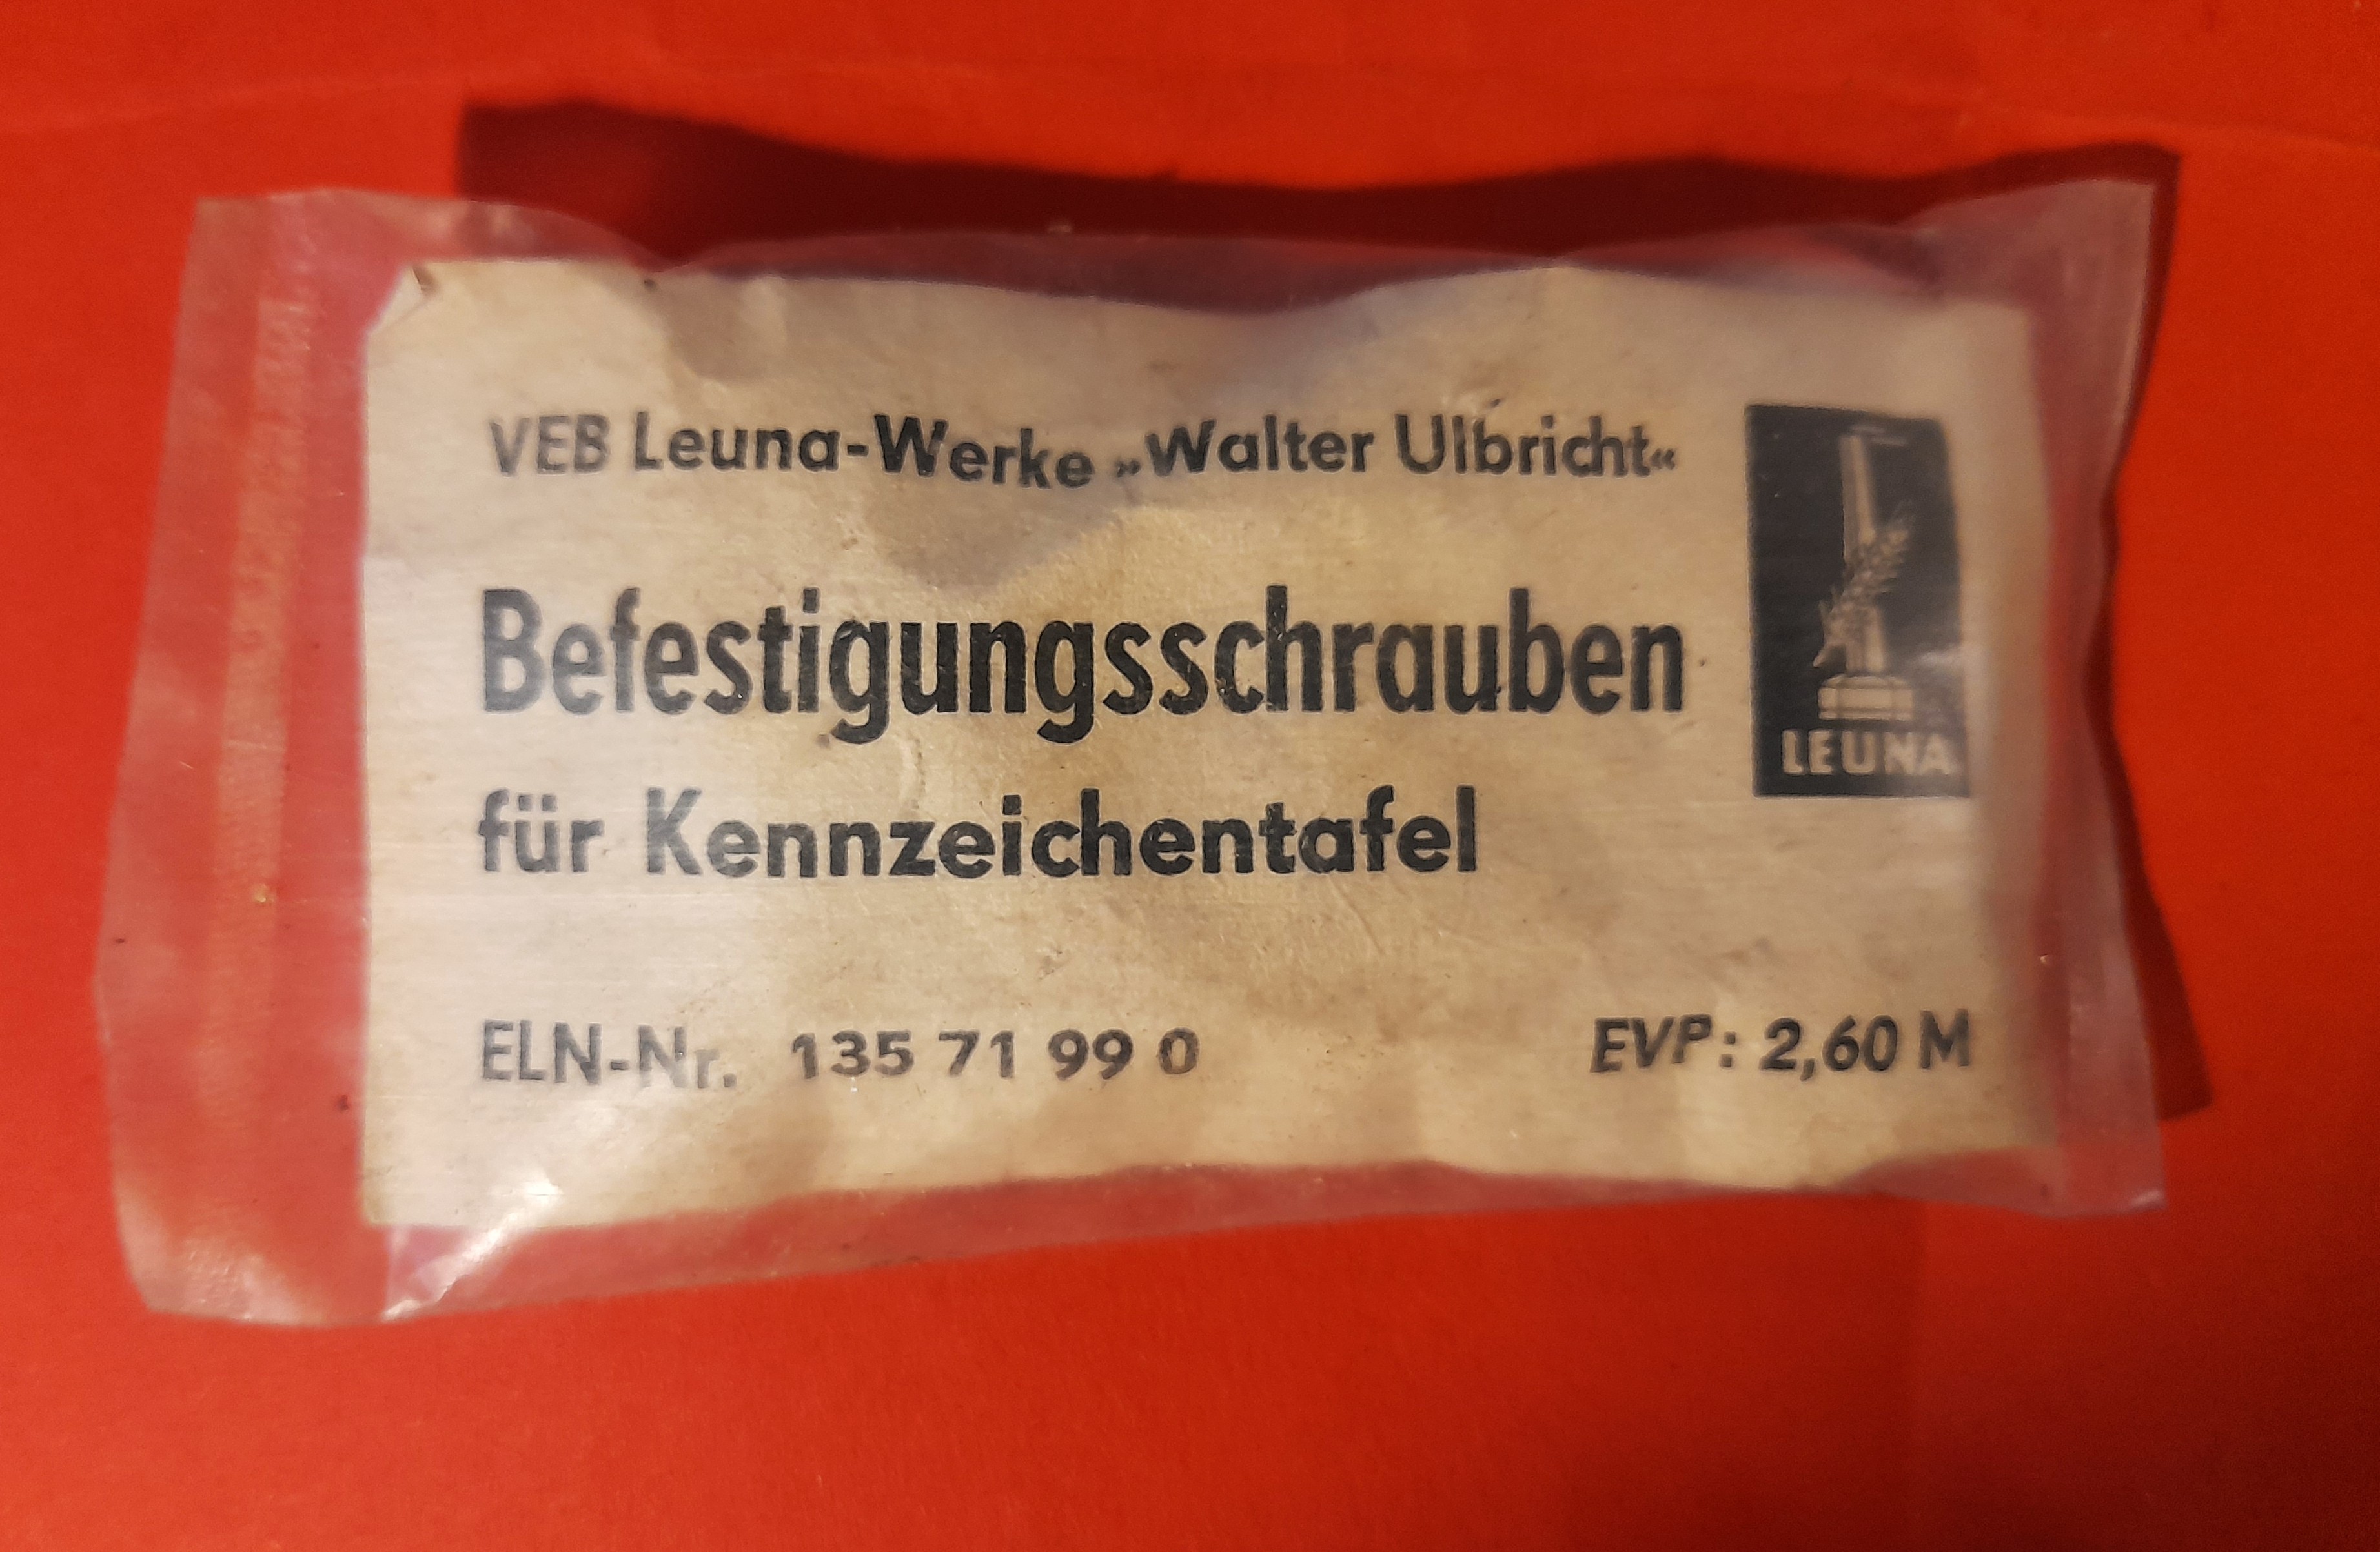 VEB Leuna-Werke »Walter Ulbricht«
Befestigungsschrauben
für Kennzeichentafel
LEUNA
ELN-Nr. 135 71 99 0
EVP: 2,60 M